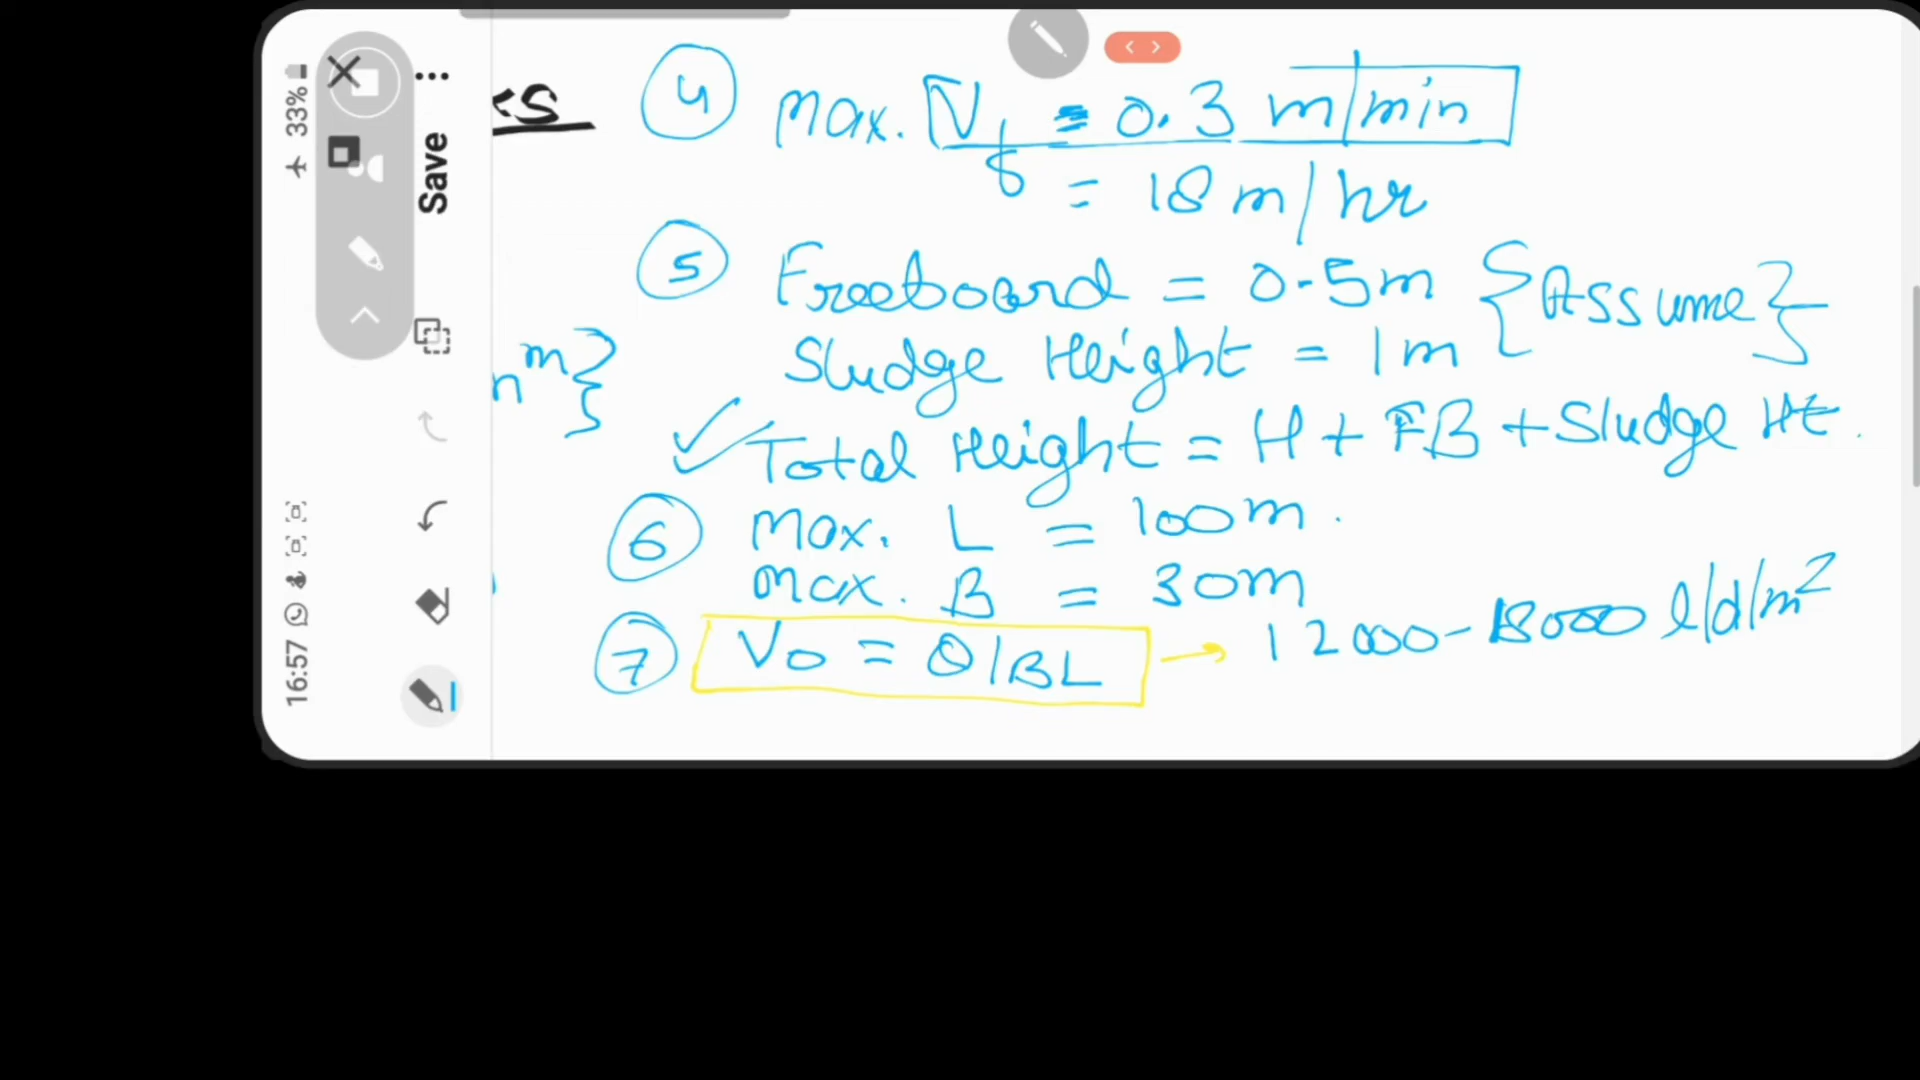 ④ max. Vf = 0.3 m/min
= 18 m/hr
⑤ Freeboard = 0.5m {Assume}
Sludge Height = 1m
Total Height = H + FB + Sludge Ht.
⑥ Max. L = 100m.
Max. B = 30m
⑦ Vo = Q/BL → 12000-18000 l/d/m²
m}
Save
33%
16:57